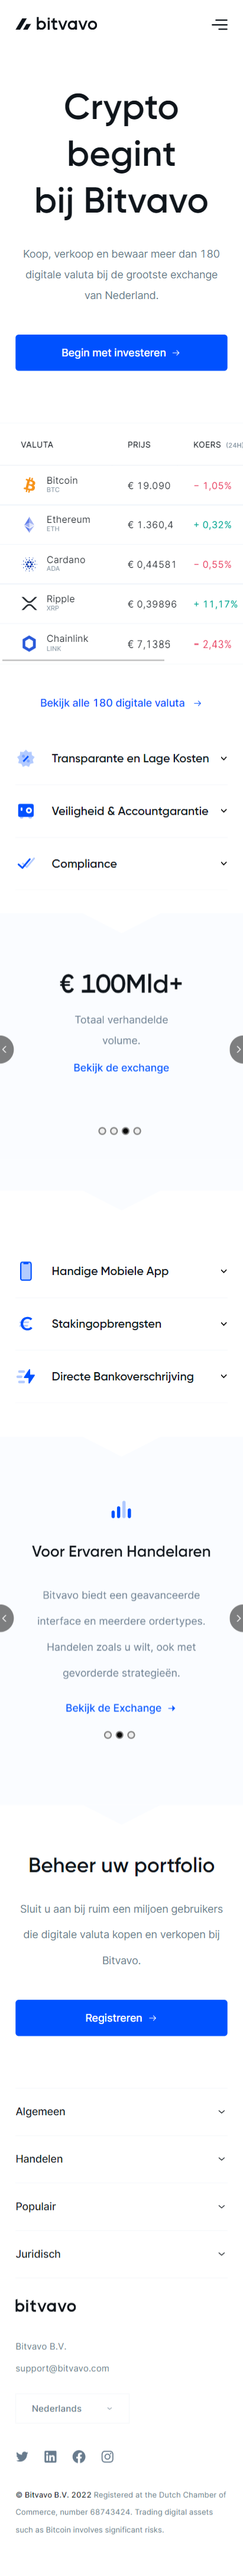 bitvavo
Crypto
begint
bij Bitvavo
Koop, verkoop en bewaar meer dan 180
digitale valuta bij de grootste exchange
van Nederland.
Begin met investeren →
VALUTA PRIJS KOERS (24H)
Bitcoin
BTC
€ 19.090 − 1,05%
Ethereum
ETH
€ 1.360,4 + 0,32%
Cardano
ADA
€ 0,44581 − 0,55%
Ripple
XRP
€ 0,39896 + 11,17%
Chainlink
LINK
€ 7,1385 − 2,43%
Bekijk alle 180 digitale valuta →
Transparante en Lage Kosten
Veiligheid & Accountgarantie
Compliance
€ 100Mld+
Totaal verhandelde
volume.
Bekijk de exchange
Handige Mobiele App
Stakingopbrengsten
Directe Bankoverschrijving
Voor Ervaren Handelaren
Bitvavo biedt een geavanceerde
interface en meerdere ordertypes.
Handelen zoals u wilt, ook met
gevorderde strategieën.
Bekijk de Exchange →
Beheer uw portfolio
Sluit u aan bij ruim een miljoen gebruikers
die digitale valuta kopen en verkopen bij
Bitvavo.
Registreren →
Algemeen
Handelen
Populair
Juridisch
bitvavo
Bitvavo B.V.
support@bitvavo.com
Nederlands
© Bitvavo B.V. 2022 Registered at the Dutch Chamber of
Commerce, number 68743424. Trading digital assets
such as Bitcoin involves significant risks.